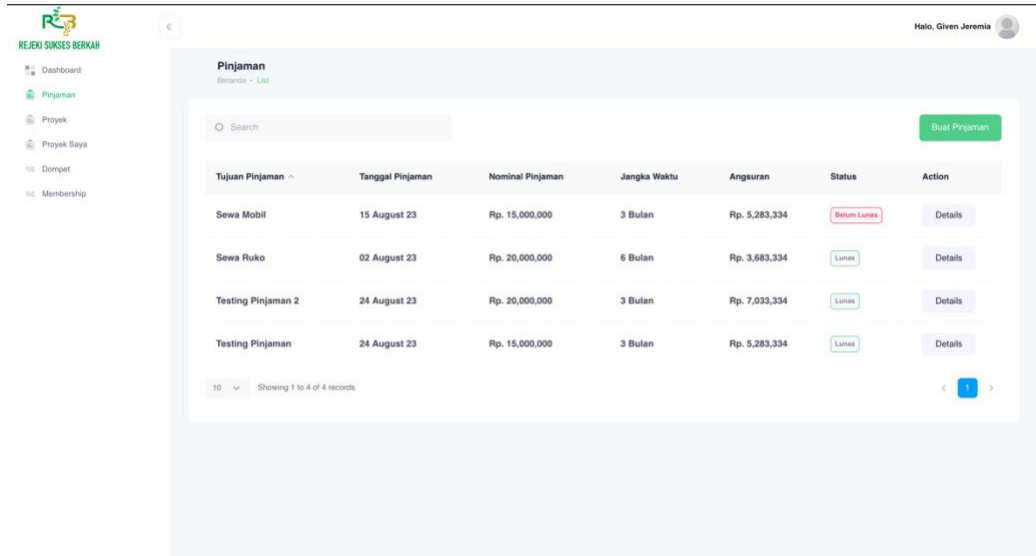 RSB
REJEKI SUKSES BERKAH
Halo, Given Jeremia
Dashboard
Pinjaman
Proyek
Proyek Saya
Dompet
Membership
Pinjaman
Beranda - List
Search
Buat Pinjaman
Tujuan Pinjaman Tanggal Pinjaman Nominal Pinjaman Jangka Waktu Angsuran Status Action
Sewa Mobil 15 August 23 Rp. 15,000,000 3 Bulan Rp. 5,283,334 Belum Lunas Details
Sewa Ruko 02 August 23 Rp. 20,000,000 6 Bulan Rp. 3,683,334 Lunas Details
Testing Pinjaman 2 24 August 23 Rp. 20,000,000 3 Bulan Rp. 7,033,334 Lunas Details
Testing Pinjaman 24 August 23 Rp. 15,000,000 3 Bulan Rp. 5,283,334 Lunas Details
10 Showing 1 to 4 of 4 records 1